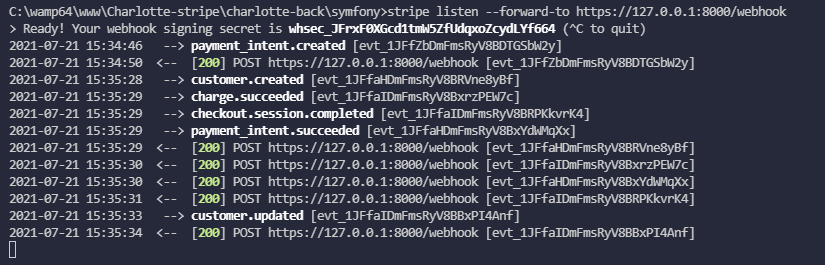 C:\wamp64\www\Charlotte-stripe\charlotte-back\symfony>stripe listen --forward-to https://127.0.0.1:8000/webhook
> Ready! Your webhook signing secret is whsec_JFrxF0XGcd1tmW5ZfUdqxoZcydLYf664 (^C to quit)
2021-07-21 15:34:46   --> payment_intent.created [evt_1JFfZbDmFmsRyV8BDTGSbW2y]
2021-07-21 15:34:50  <--  [200] POST https://127.0.0.1:8000/webhook [evt_1JFfZbDmFmsRyV8BDTGSbW2y]
2021-07-21 15:35:28   --> customer.created [evt_1JFfaHDmFmsRyV8BRVne8yBf]
2021-07-21 15:35:29   --> charge.succeeded [evt_1JFfaIDmFmsRyV8BxrzPEW7c]
2021-07-21 15:35:29   --> checkout.session.completed [evt_1JFfaIDmFmsRyV8BRPKkvrK4]
2021-07-21 15:35:29   --> payment_intent.succeeded [evt_1JFfaHDmFmsRyV8BxYdWMqXx]
2021-07-21 15:35:29  <--  [200] POST https://127.0.0.1:8000/webhook [evt_1JFfaHDmFmsRyV8BRVne8yBf]
2021-07-21 15:35:30  <--  [200] POST https://127.0.0.1:8000/webhook [evt_1JFfaIDmFmsRyV8BxrzPEW7c]
2021-07-21 15:35:30  <--  [200] POST https://127.0.0.1:8000/webhook [evt_1JFfaHDmFmsRyV8BxYdWMqXx]
2021-07-21 15:35:31  <--  [200] POST https://127.0.0.1:8000/webhook [evt_1JFfaIDmFmsRyV8BRPKkvrK4]
2021-07-21 15:35:33   --> customer.updated [evt_1JFfaIDmFmsRyV8BBxPI4Anf]
2021-07-21 15:35:34  <--  [200] POST https://127.0.0.1:8000/webhook [evt_1JFfaIDmFmsRyV8BBxPI4Anf]